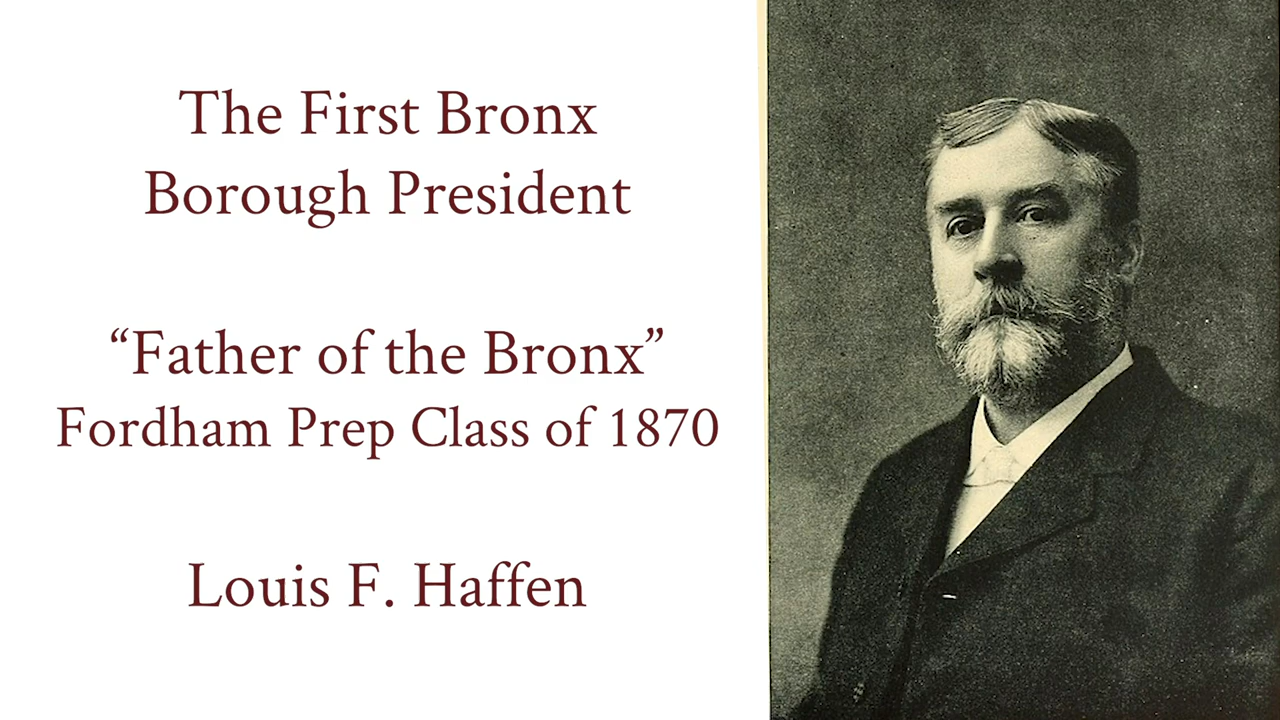 The First Bronx
Borough President
“Father of the Bronx”
Fordham Prep Class of 1870
Louis F. Haffen